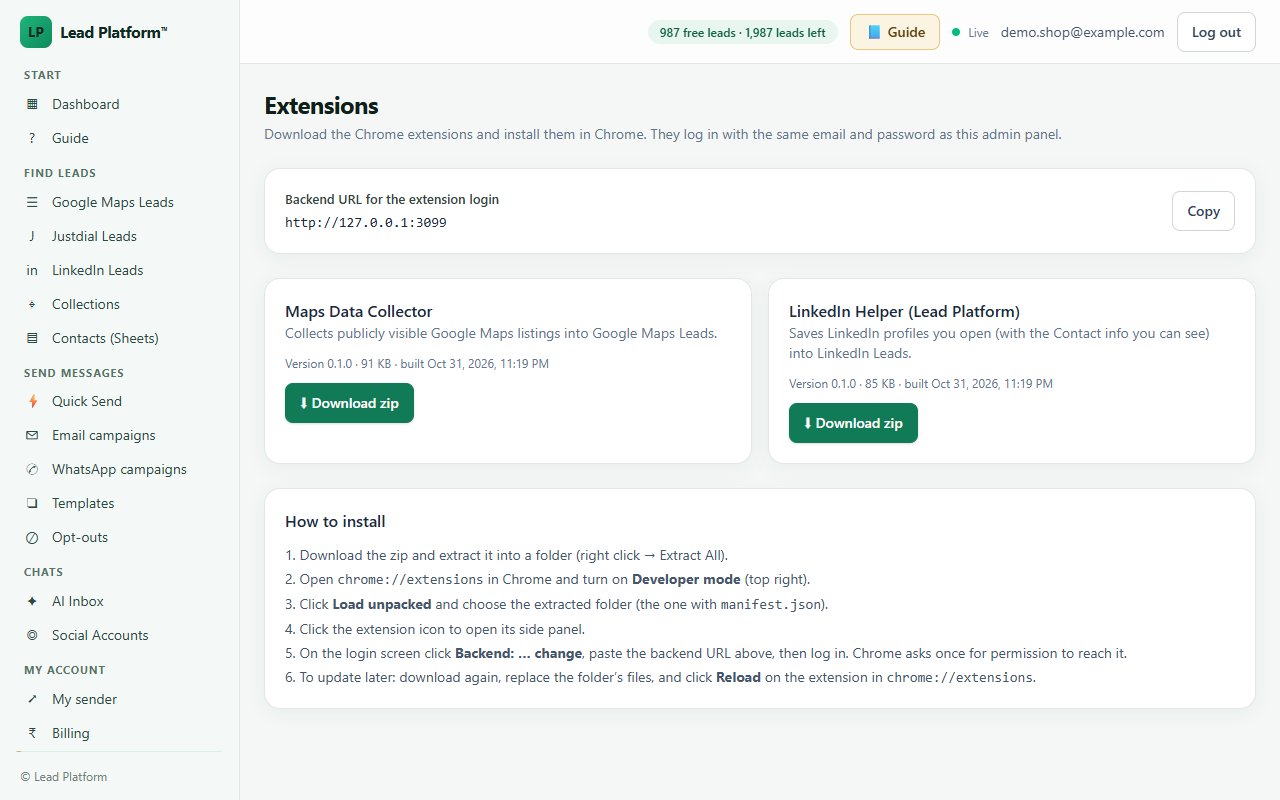 LP Lead Platform™
START
Dashboard
? Guide
FIND LEADS
Google Maps Leads
J Justdial Leads
in LinkedIn Leads
Collections
Contacts (Sheets)
SEND MESSAGES
Quick Send
Email campaigns
WhatsApp campaigns
Templates
Opt-outs
CHATS
AI Inbox
Social Accounts
MY ACCOUNT
My sender
₹ Billing
© Lead Platform
987 free leads · 1,987 leads left
Guide
Live
demo.shop@example.com
Log out
Extensions
Download the Chrome extensions and install them in Chrome. They log in with the same email and password as this admin panel.
Backend URL for the extension login
http://127.0.0.1:3099
Copy
Maps Data Collector
Collects publicly visible Google Maps listings into Google Maps Leads.
Version 0.1.0 · 91 KB · built Oct 31, 2026, 11:19 PM
⬇ Download zip
LinkedIn Helper (Lead Platform)
Saves LinkedIn profiles you open (with the Contact info you can see)
into LinkedIn Leads.
Version 0.1.0 · 85 KB · built Oct 31, 2026, 11:19 PM
⬇ Download zip
How to install
1. Download the zip and extract it into a folder (right click → Extract All).
2. Open chrome://extensions in Chrome and turn on Developer mode (top right).
3. Click Load unpacked and choose the extracted folder (the one with manifest.json).
4. Click the extension icon to open its side panel.
5. On the login screen click Backend: ... change, paste the backend URL above, then log in. Chrome asks once for permission to reach it.
6. To update later: download again, replace the folder's files, and click Reload on the extension in chrome://extensions.